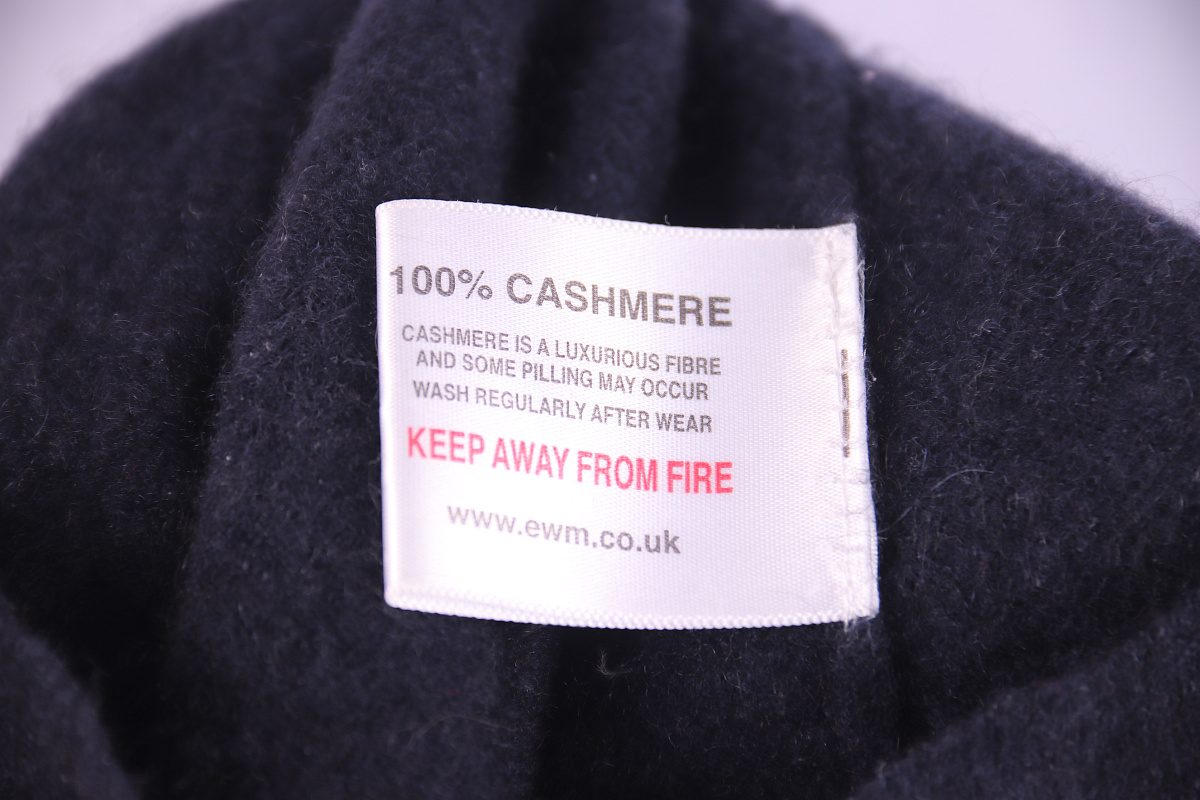 100% CASHMERE
CASHMERE IS A LUXURIOUS FIBRE
AND SOME PILLING MAY OCCUR
WASH REGULARLY AFTER WEAR
KEEP AWAY FROM FIRE
www.ewm.co.uk